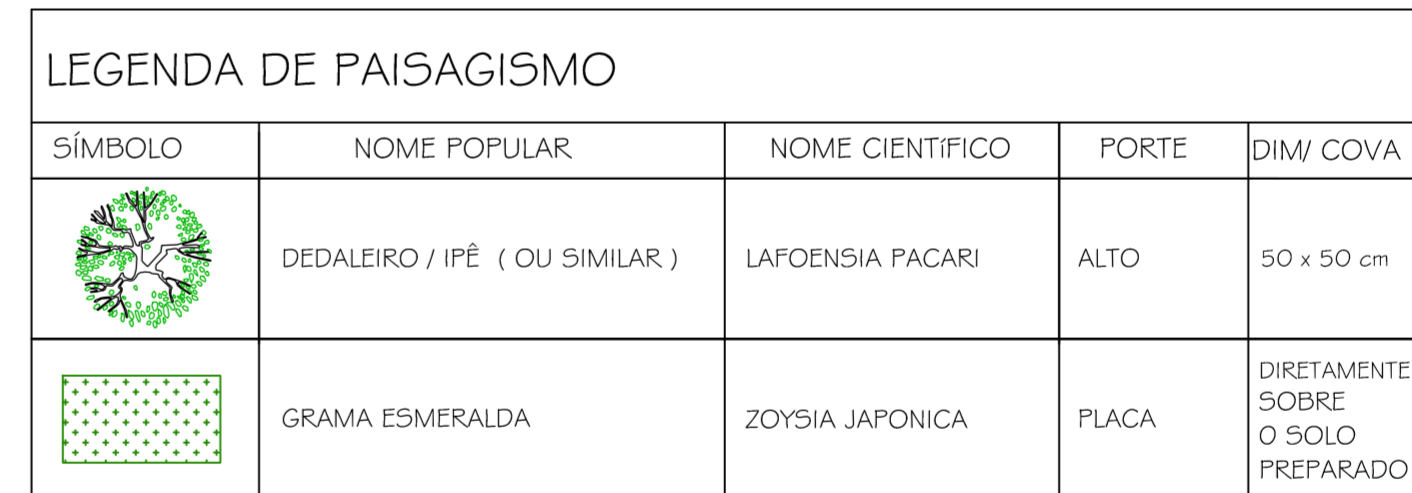 LEGENDA DE PAISAGISMO
SÍMBOLO NOME POPULAR NOME CIENTÍFICO PORTE DIM/ COVA
DEDALEIRO / IPÊ ( OU SIMILAR ) LAFOENSIA PACARI ALTO 50 x 50 cm
GRAMA ESMERALDA ZOYSIA JAPONICA PLACA DIRETAMENTE
SOBRE
O SOLO
PREPARADO